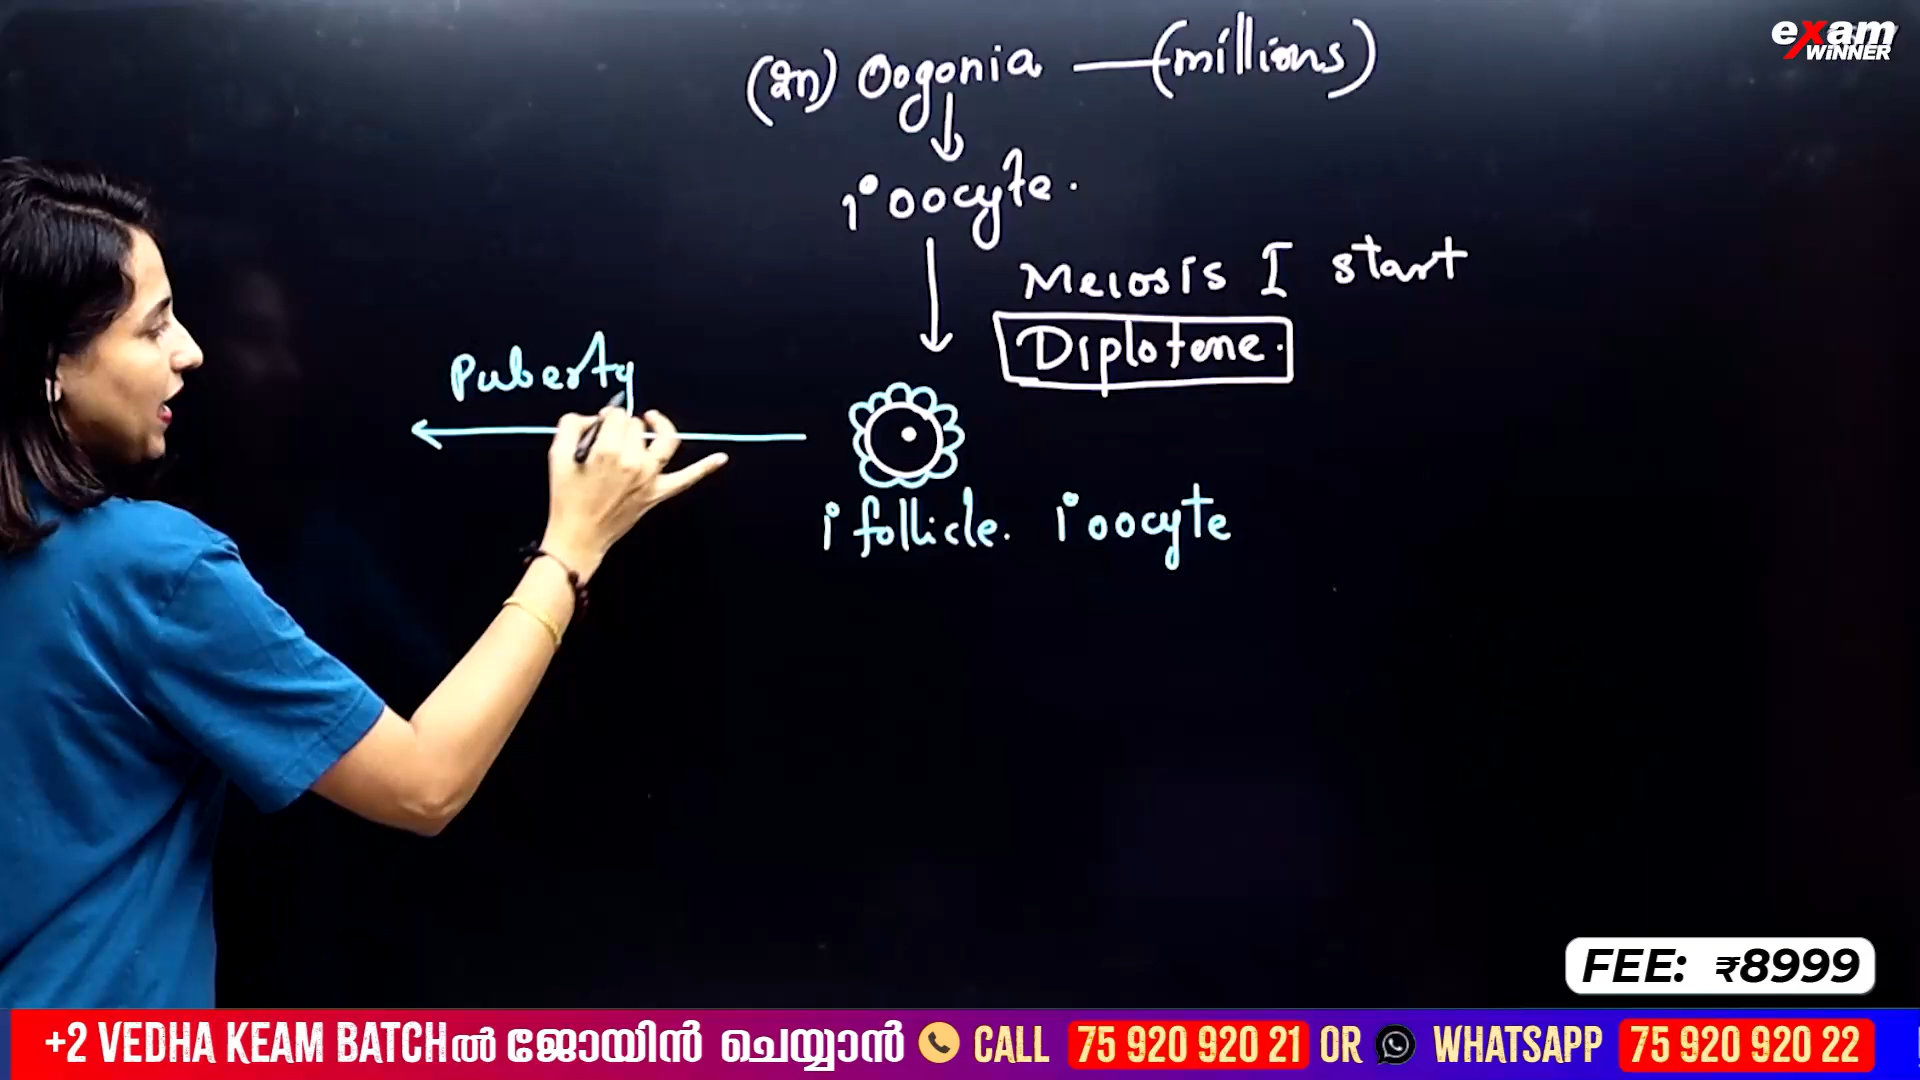 exam
WINNER
(2n) Oogonia — (millions)
1° oocyte.
Meiosis I start
Diplotene.
Puberty
1° follicle. 1° oocyte
FEE: ₹8999
+2 VEDHA KEAM BATCHൽ ജോയിൻ ചെയ്യാൻ CALL 75 920 920 21 OR WHATSAPP 75 920 920 22